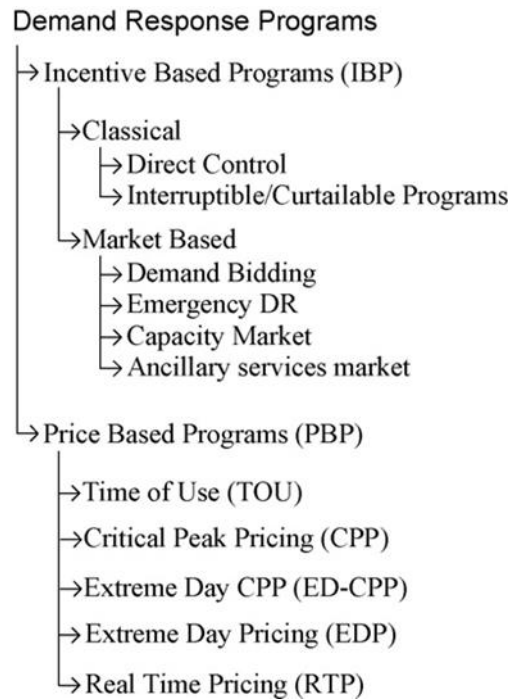 Demand Response Programs
Incentive Based Programs (IBP)
Classical
Direct Control
Interruptible/Curtailable Programs
Market Based
Demand Bidding
Emergency DR
Capacity Market
Ancillary services market
Price Based Programs (PBP)
Time of Use (TOU)
Critical Peak Pricing (CPP)
Extreme Day CPP (ED-CPP)
Extreme Day Pricing (EDP)
Real Time Pricing (RTP)